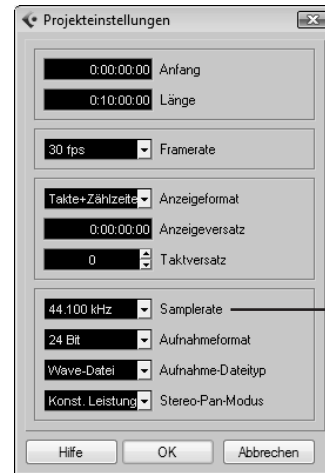 Projekteinstellungen
0:00:00:00 Anfang
0:10:00:00 Länge
30 fps Framerate
Takte+Zählzeite Anzeigeformat
0:00:00:00 Anzeigeversatz
0 Taktversatz
44.100 kHz Samplerate
24 Bit Aufnahmeformat
Wave-Datei Aufnahme-Dateityp
Konst. Leistung Stereo-Pan-Modus
Hilfe OK Abbrechen